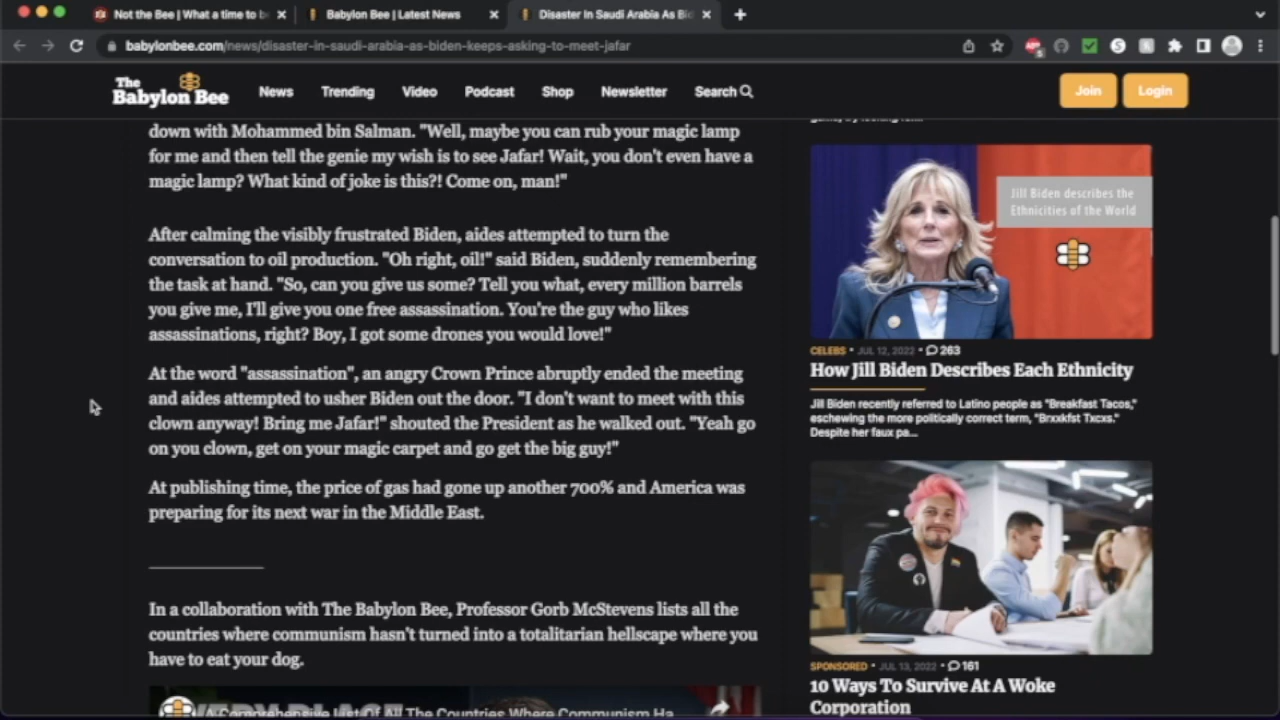 Not the Bee | What a time to b
Babylon Bee | Latest News
Disaster In Saudi Arabia As Bi
babylonbee.com/news/disaster-in-saudi-arabia-as-biden-keeps-asking-to-meet-jafar
The
Babylon Bee
News
Trending
Video
Podcast
Shop
Newsletter
Search
Join
Login
down with Mohammed bin Salman. "Well, maybe you can rub your magic lamp
for me and then tell the genie my wish is to see Jafar! Wait, you don't even have a
magic lamp? What kind of joke is this?! Come on, man!"
After calming the visibly frustrated Biden, aides attempted to turn the
conversation to oil production. "Oh right, oil!" said Biden, suddenly remembering
the task at hand. "So, can you give us some? Tell you what, every million barrels
you give me, I'll give you one free assassination. You're the guy who likes
assassinations, right? Boy, I got some drones you would love!"
At the word "assassination", an angry Crown Prince abruptly ended the meeting
and aides attempted to usher Biden out the door. "I don't want to meet with this
clown anyway! Bring me Jafar!" shouted the President as he walked out. "Yeah go
on you clown, get on your magic carpet and go get the big guy!"
At publishing time, the price of gas had gone up another 700% and America was
preparing for its next war in the Middle East.
In a collaboration with The Babylon Bee, Professor Gorb McStevens lists all the
countries where communism hasn't turned into a totalitarian hellscape where you
have to eat your dog.
A Comprehensive List Of All The Countries Where Communism Ha
Jill Biden describes the
Ethnicities of the World
CELEBS • JUL 12, 2022 • 263
How Jill Biden Describes Each Ethnicity
Jill Biden recently referred to Latino people as "Breakfast Tacos,"
eschewing the more politically correct term, "Brxxkfst Txcxs."
Despite her faux pa...
SPONSORED • JUL 13, 2022 • 161
10 Ways To Survive At A Woke
Corporation